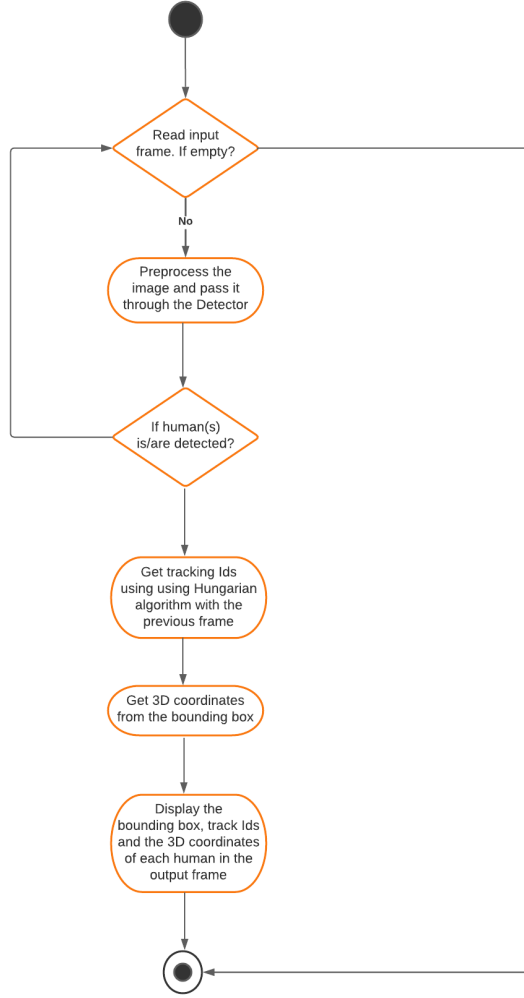 Read input
frame. If empty?
No
Preprocess the
image and pass it
through the Detector
If human(s)
is/are detected?
Get tracking Ids
using using Hungarian
algorithm with the
previous frame
Get 3D coordinates
from the bounding box
Display the
bounding box, track Ids
and the 3D coordinates
of each human in the
output frame